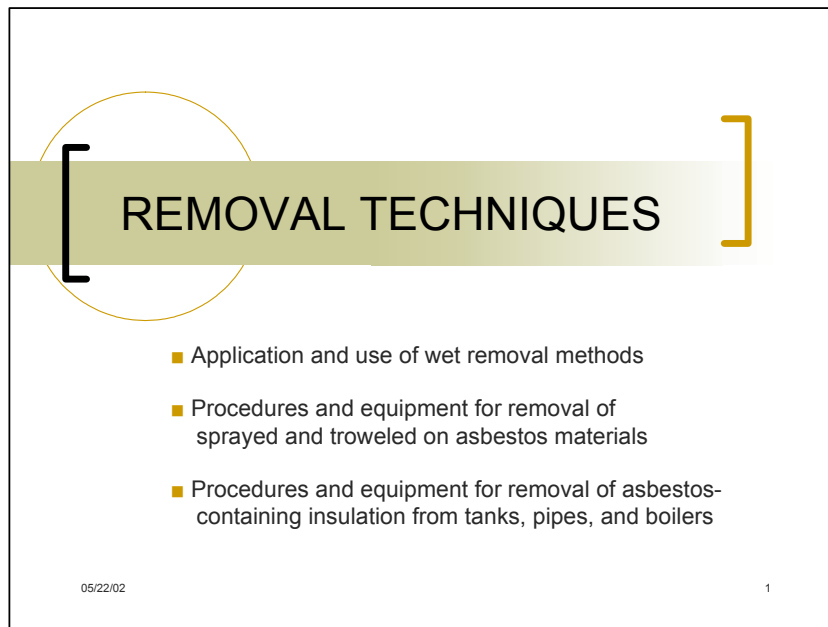 REMOVAL TECHNIQUES
■ Application and use of wet removal methods
■ Procedures and equipment for removal of
sprayed and troweled on asbestos materials
■ Procedures and equipment for removal of asbestos-
containing insulation from tanks, pipes, and boilers
05/22/02
1